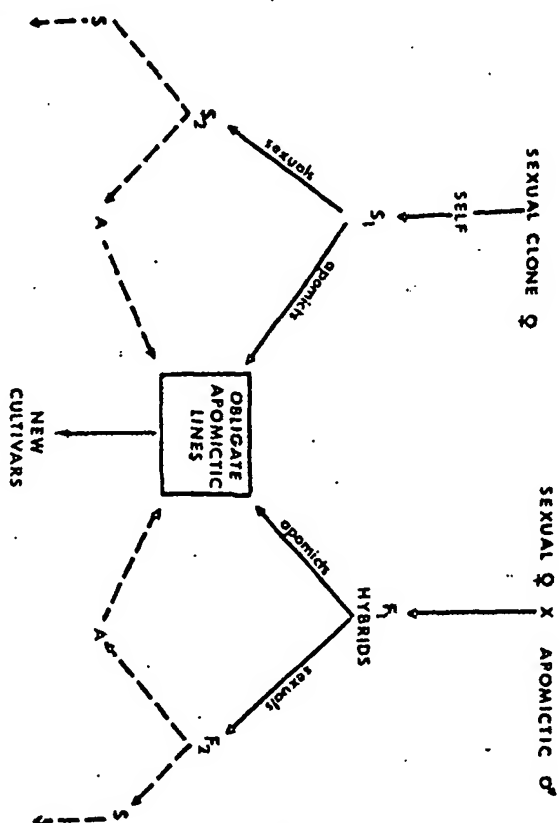 SEXUAL CLONE ♀
SEXUAL ♀ X APOMICTIC ♂
SELF
S₁
F₁
HYBRIDS
sexuals
apomicts
apomicts
sexuals
S₂
OBLIGATE
APOMICTIC
LINES
F₂
S
A
A
S
NEW
CULTIVARS